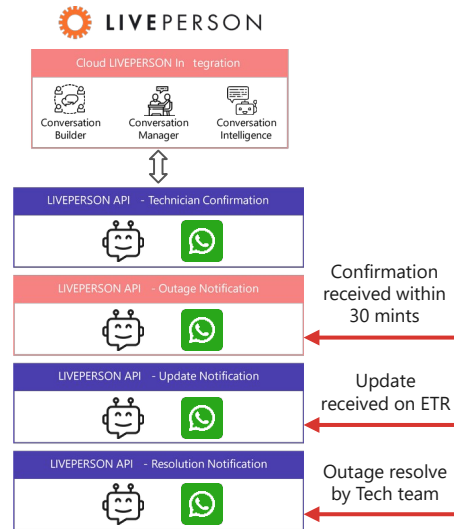 LIVEPERSON
Cloud LIVEPERSON In tegration
Conversation
Builder
Conversation
Manager
Conversation
Intelligence
LIVEPERSON API - Technician Confirmation
LIVEPERSON API - Outage Notification
Confirmation
received within
30 mints
LIVEPERSON API - Update Notification
Update
received on ETR
LIVEPERSON API - Resolution Notification
Outage resolve
by Tech team